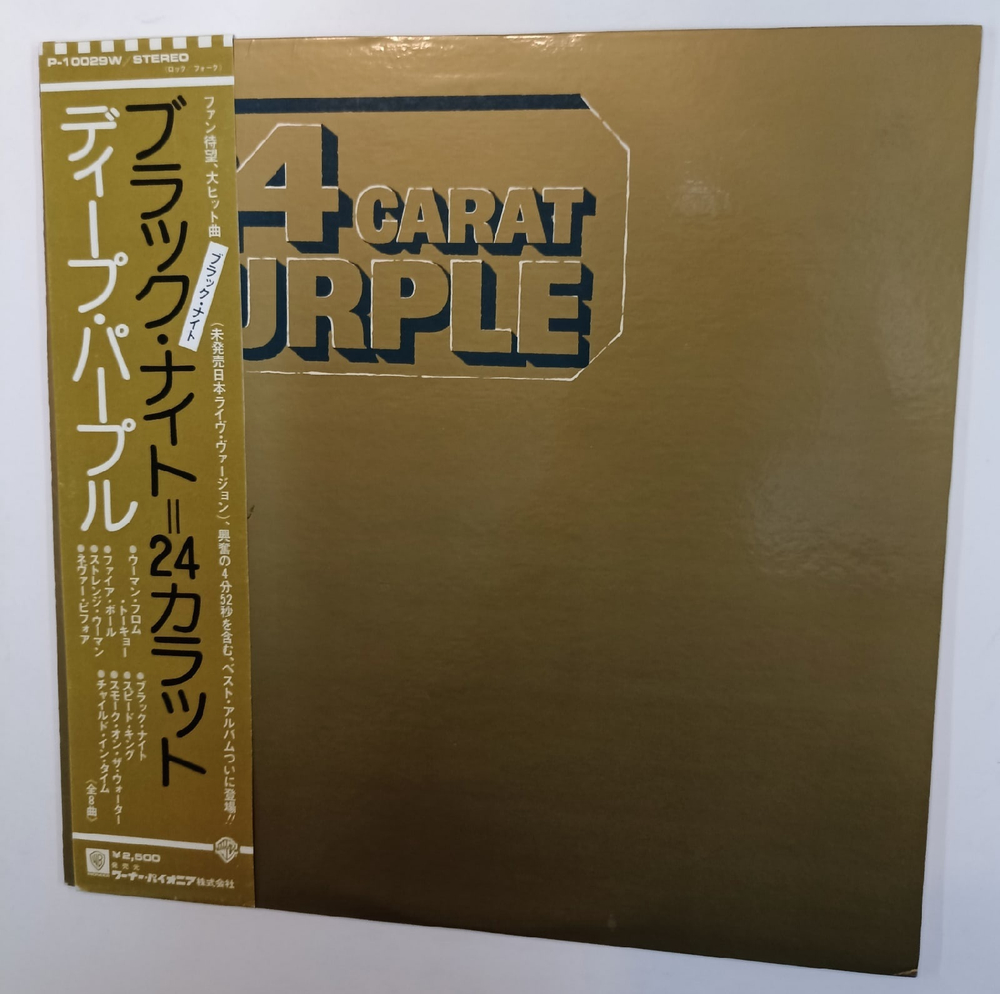 P-10029W/STEREO
(ロック フォーク)
ファン待望、大ヒット曲 ブラック・ナイト (未発売日本ライヴ・ヴァージョン)、興奮の4分52秒を含む、ベスト・アルバムついに登場!!
ブラック・ナイト=24カラット
ディープ・パープル
●ウーマン・フロム
・トーキョー
●ファイア・ボール
●ストレンジ・ウーマン
●ネヴァー・ビフォア
●ブラック・ナイト
●スピード・キング
●スモーク・オン・ザ・ウォーター
●チャイルド・イン・タイム
〈全8曲〉
¥2,500
発売元
ワーナー・パイオニア株式会社
4 CARAT
URPLE